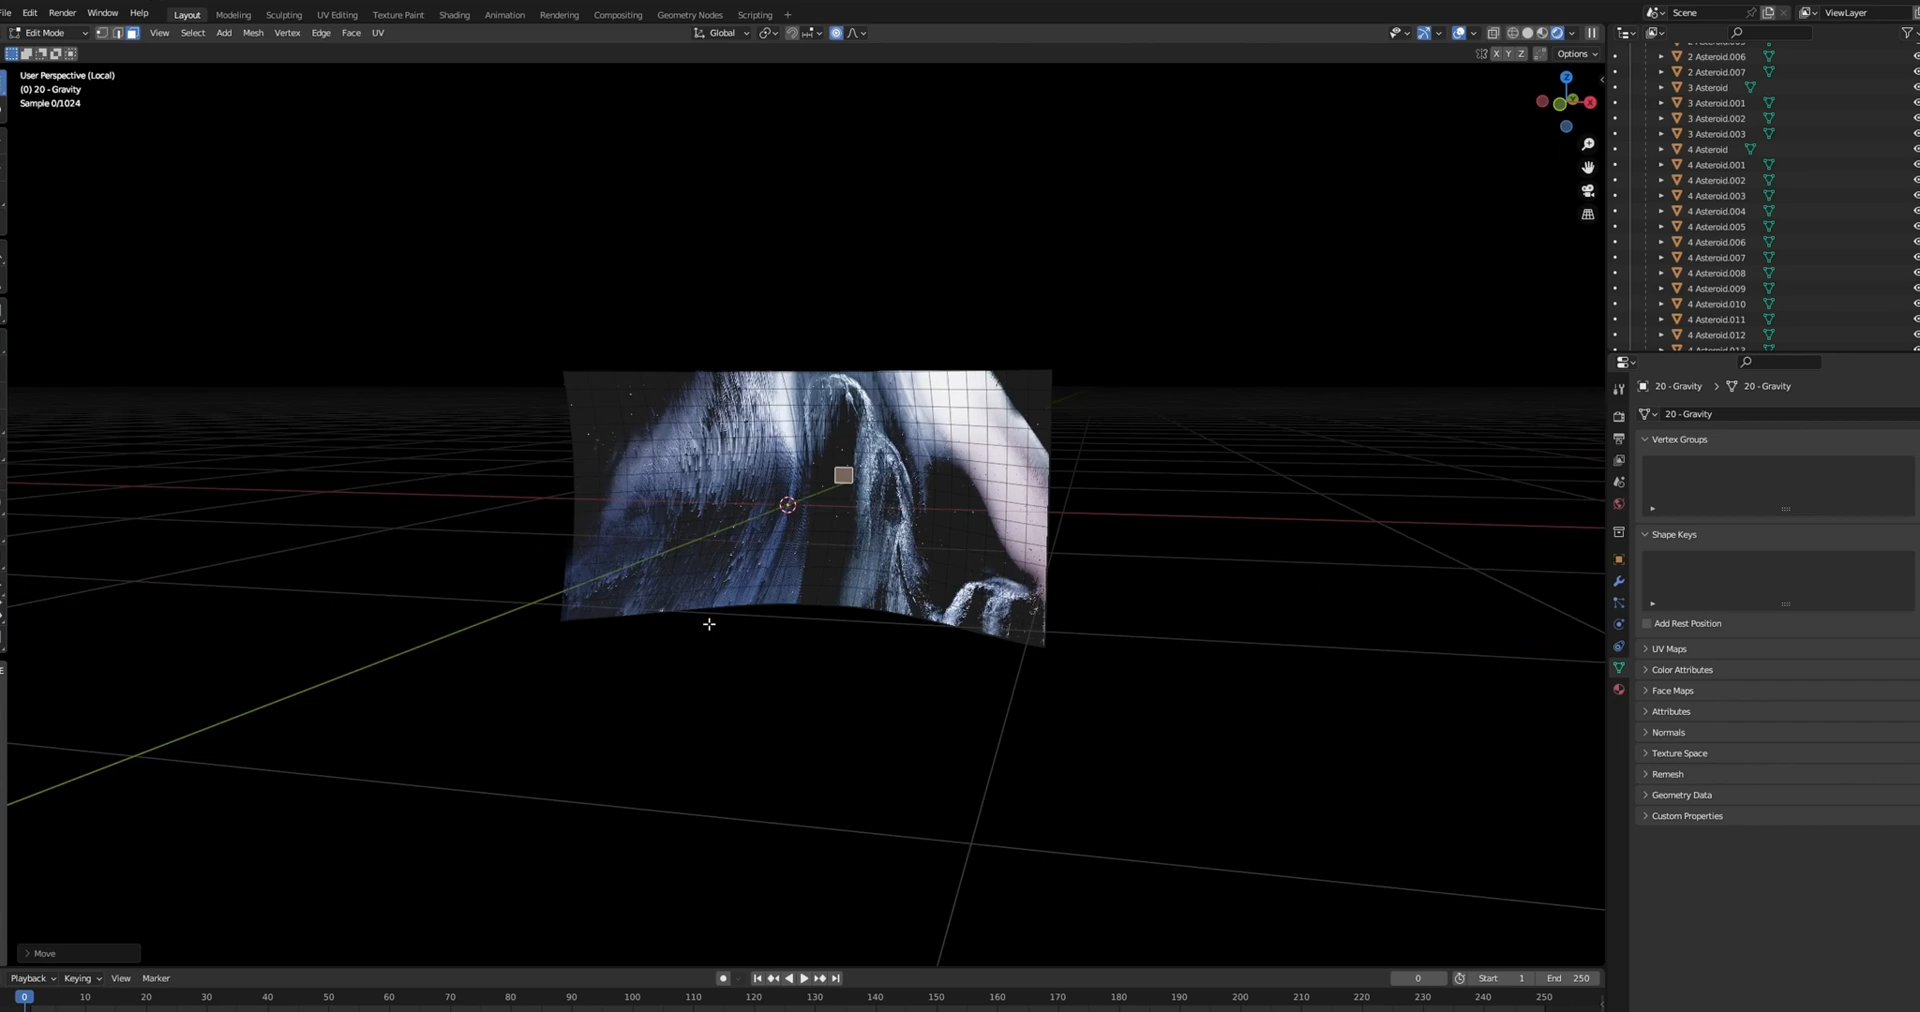 Edit Render Window Help Layout Modeling Sculpting UV Editing Texture Paint Shading Animation Rendering Compositing Geometry Nodes Scripting + Scene ViewLayer
Edit Mode View Select Add Mesh Vertex Edge Face UV Global
X Y Z Options
User Perspective (Local)
(0) 20 - Gravity
Sample 0/1024
Z
X
2 Asteroid.006
2 Asteroid.007
3 Asteroid
3 Asteroid.001
3 Asteroid.002
3 Asteroid.003
4 Asteroid
4 Asteroid.001
4 Asteroid.002
4 Asteroid.003
4 Asteroid.004
4 Asteroid.005
4 Asteroid.006
4 Asteroid.007
4 Asteroid.008
4 Asteroid.009
4 Asteroid.010
4 Asteroid.011
4 Asteroid.012
20 - Gravity > 20 - Gravity
20 - Gravity
Vertex Groups
Shape Keys
Add Rest Position
UV Maps
Color Attributes
Face Maps
Attributes
Normals
Texture Space
Remesh
Geometry Data
Custom Properties
Move
Playback Keying View Marker 0 Start 1 End 250
0 10 20 30 40 50 60 70 80 90 100 110 120 130 140 150 160 170 180 190 200 210 220 230 240 250